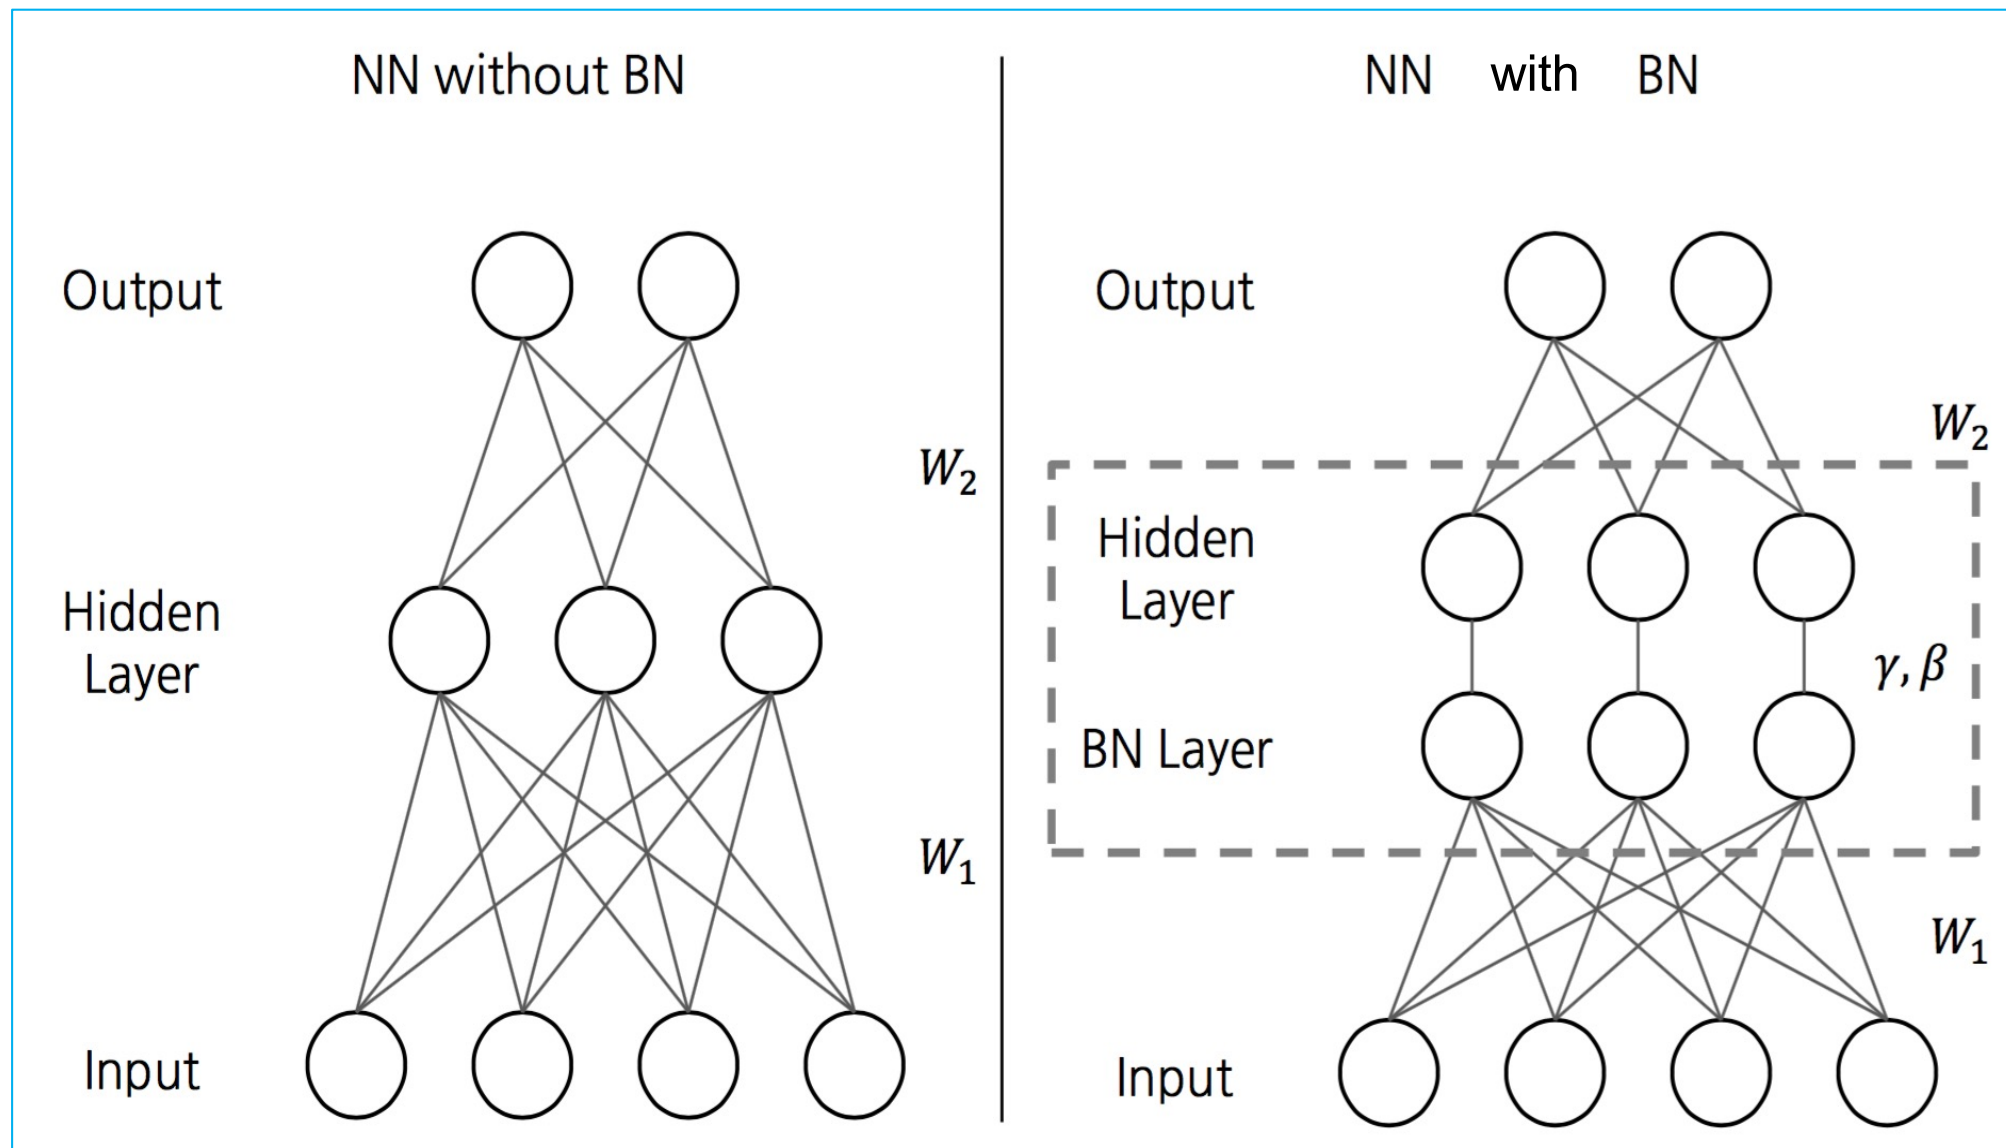 NN without BN
Output
W₂
Hidden
Layer
W₁
Input
NN with BN
Output
W₂
Hidden
Layer
γ, β
BN Layer
W₁
Input